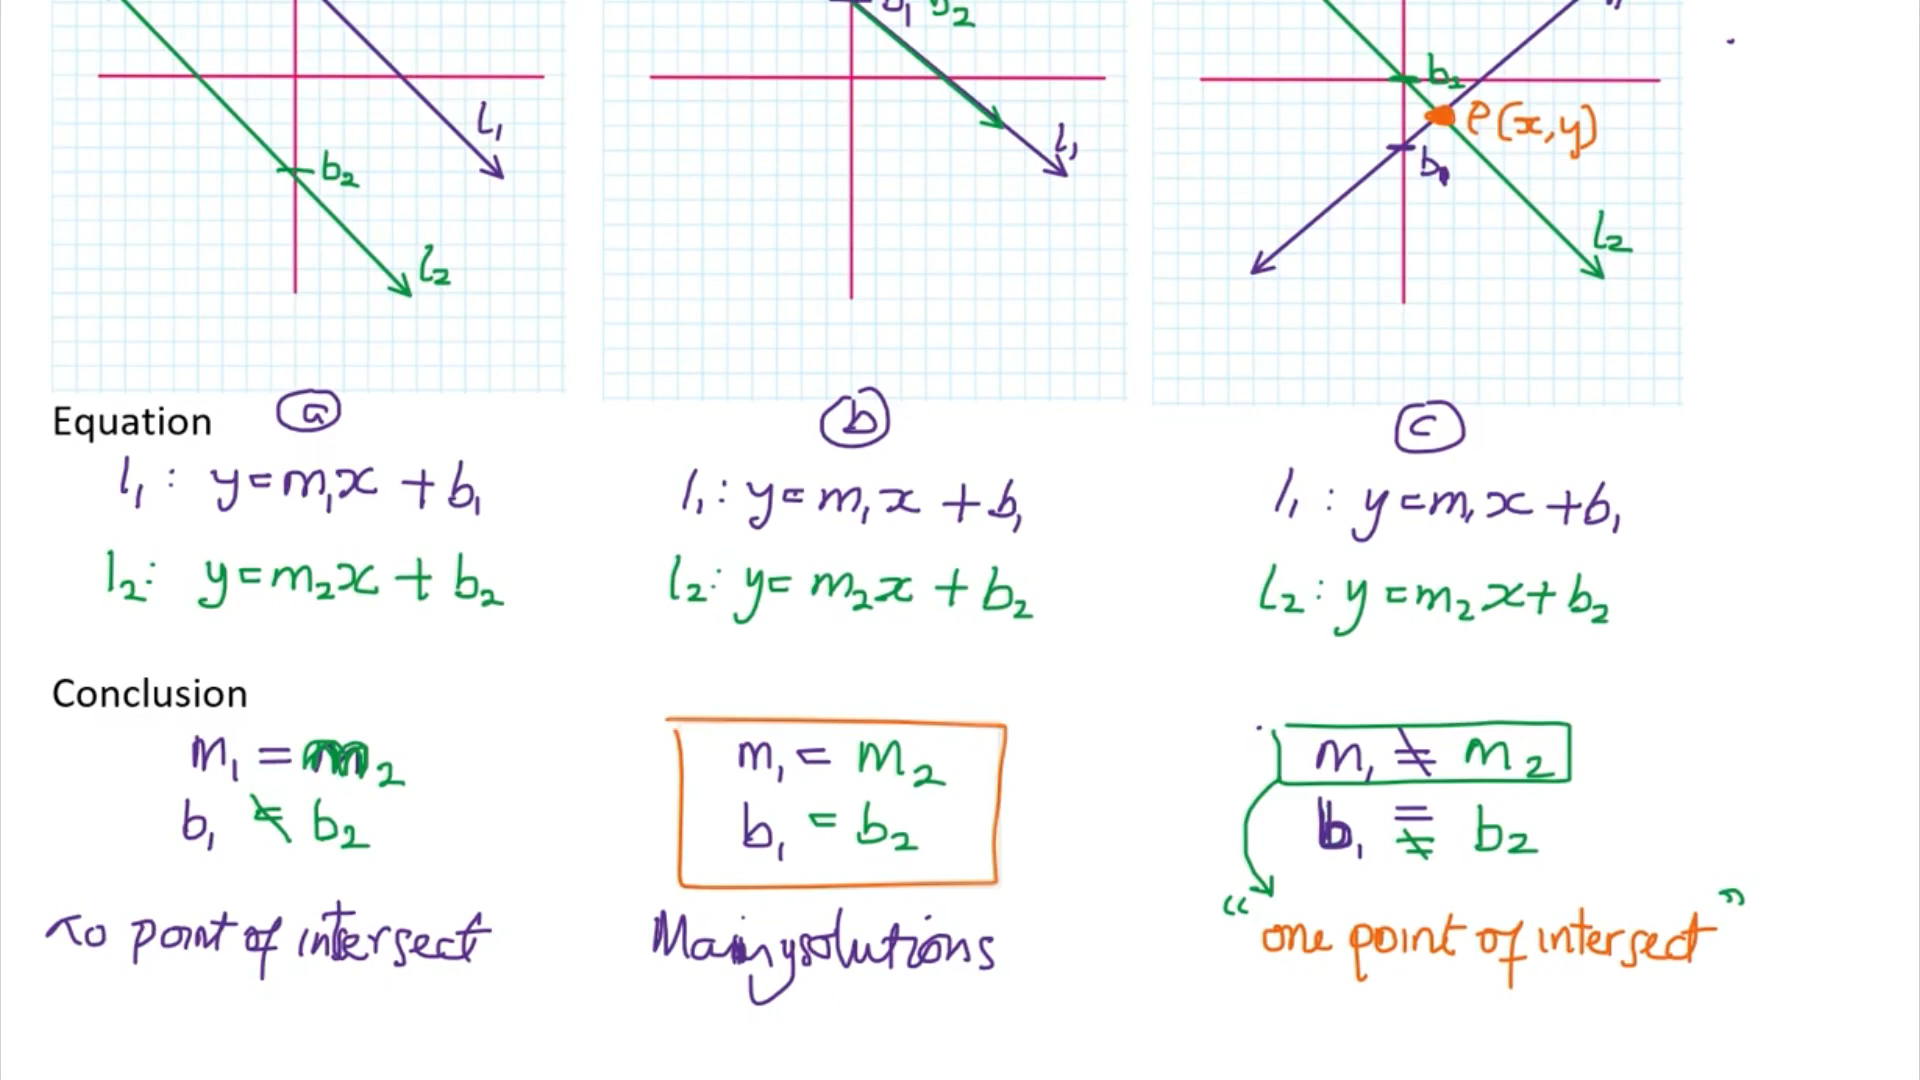 b₁ b₂
b₂
l₁
P(x,y)
l₁
b₂
b₁
l₂
l₂
a
b
c
Equation
l₁ : y=m₁x + b₁
l₁ : y=m₁x + b₁
l₁ : y=m₁x +b₁
l₂: y=m₂x + b₂
l₂: y= m₂x + b₂
l₂ : y=m₂x+b₂
Conclusion
m₁ = m₂
m₁ = m₂
m₁ ≠ m₂
b₁ ≠ b₂
b₁ = b₂
b₁ = ≠ b₂
point of intersect
Many solutions
"one point of intersect"